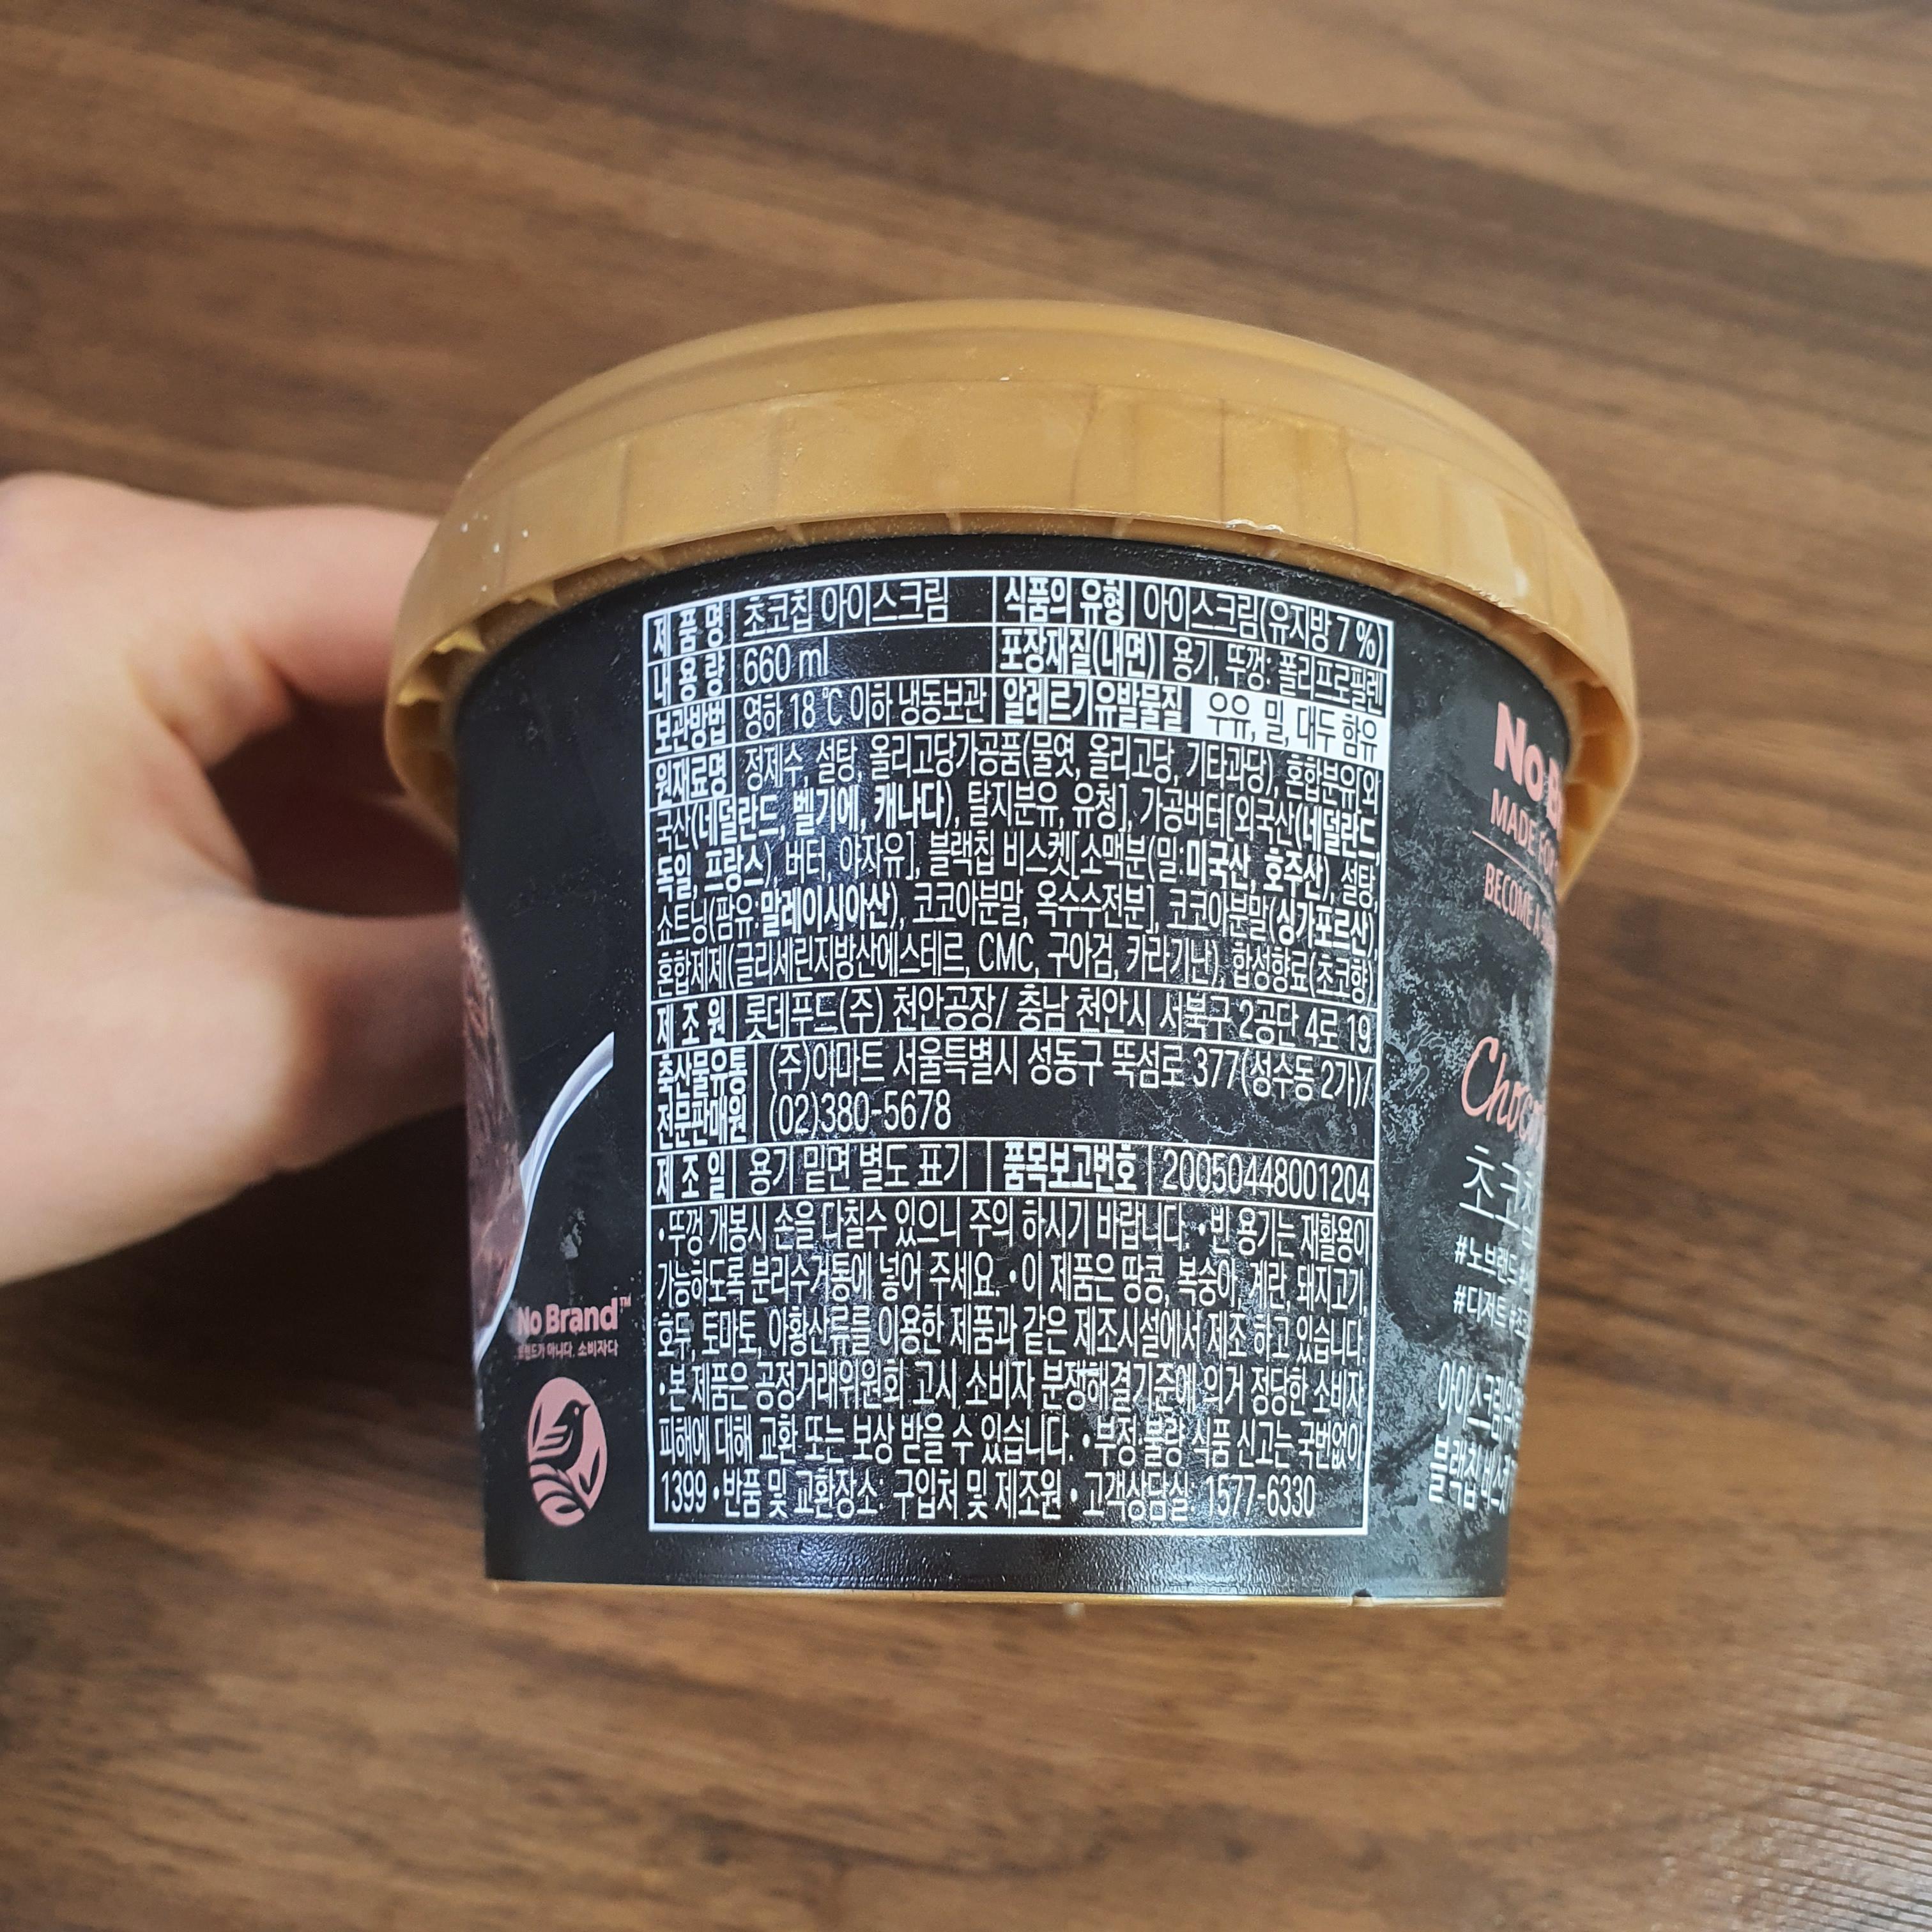 제 품 명 초코칩 아이스크림 식품의 유형 아이스크림(유지방 7 %)
내 용 량 660 ml 포장재질(내면) 용기, 뚜껑: 폴리프로필렌
보관방법 영하 18 ℃ 이하 냉동보관 알레르기유발물질 우유, 밀, 대두 함유
원재료명 정제수, 설탕, 올리고당가공품(물엿, 올리고당, 기타과당), 혼합분유[외
국산(네덜란드, 벨기에, 캐나다), 탈지분유, 유청], 가공버터[외국산(네덜란드,
독일, 프랑스), 버터, 야자유], 블랙칩 비스켓[소맥분(밀:미국산, 호주산), 설탕,
쇼트닝(팜유:말레이시아산), 코코아분말, 옥수수전분], 코코아분말(싱가포르산),
혼합제제(글리세린지방산에스테르, CMC, 구아검, 카라기난), 합성향료(초코향)
제 조 원 롯데푸드(주) 천안공장/ 충남 천안시 서북구 2공단 4로 19
축산물유통 (주)이마트 서울특별시 성동구 뚝섬로 377(성수동 2가)/
전문판매원 (02)380-5678
제 조 일 용기 밑면 별도 표기 품목보고번호 20050448001204
•뚜껑 개봉시 손을 다칠수 있으니 주의 하시기 바랍니다. •빈 용기는 재활용이
가능하도록 분리수거통에 넣어 주세요. •이 제품은 땅콩, 복숭아, 계란, 돼지고기,
호두, 토마토, 아황산류를 이용한 제품과 같은 제조시설에서 제조 하고 있습니다.
•본 제품은 공정거래위원회 고시 소비자 분쟁해결기준에 의거 정당한 소비자
피해에 대해 교환 또는 보상 받을 수 있습니다. •부정·불량 식품 신고는 국번없이
1399 •반품 및 교환장소: 구입처 및 제조원 • 고객상담실: 1577-6330
No Brand™
브랜드가 아니다. 소비자다
No
MADE FOR
BECOME A
초코칩
#노브랜드
#디저트
블랙칩